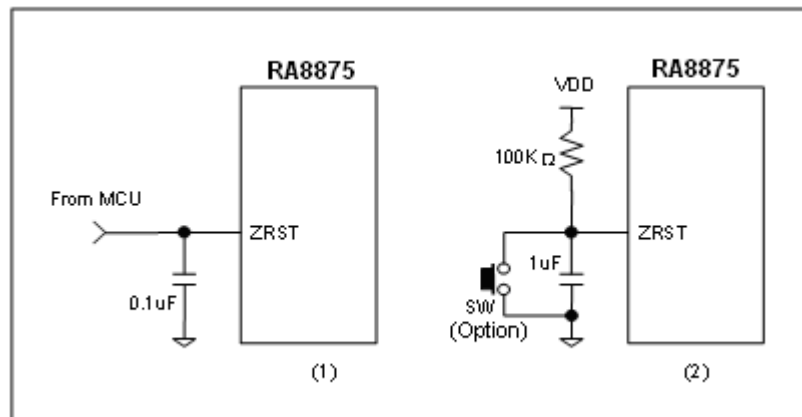 RA8875
From MCU
ZRST
0.1uF
(1)
RA8875
VDD
100KΩ
ZRST
1uF
SW
(Option)
(2)